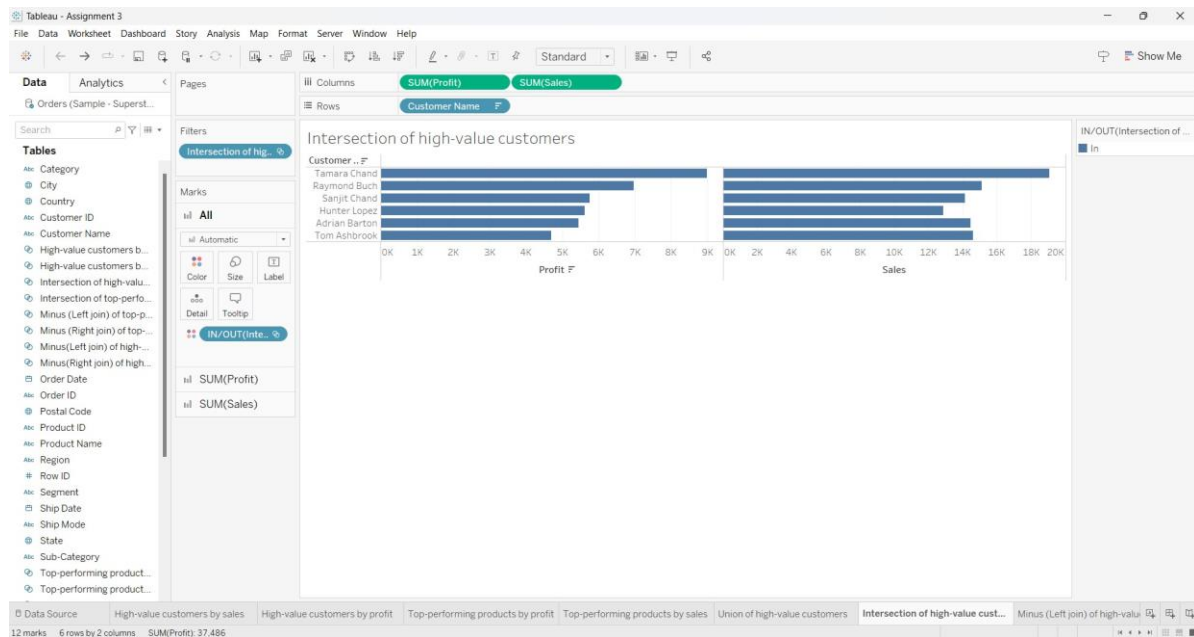 Tableau - Assignment 3
File Data Worksheet Dashboard Story Analysis Map Format Server Window Help
Standard
Show Me
Data Analytics
Orders (Sample - Superst...
Search
Tables
Abc Category
City
Country
Abc Customer ID
Abc Customer Name
High-value customers b...
High-value customers b...
Intersection of high-valu...
Intersection of top-perfo...
Minus (Left join) of top-p...
Minus (Right join) of top-...
Minus(Left join) of high-...
Minus(Right join) of high...
Order Date
Abc Order ID
Postal Code
Abc Product ID
Abc Product Name
Abc Region
# Row ID
Abc Segment
Ship Date
Abc Ship Mode
State
Abc Sub-Category
Top-performing product...
Top-performing product...
Pages
Filters
Intersection of hig..
Marks
All
Automatic
Color Size Label
Detail Tooltip
IN/OUT(Inte..
SUM(Profit)
SUM(Sales)
Columns SUM(Profit) SUM(Sales)
Rows Customer Name
Intersection of high-value customers
Customer ..
Tamara Chand
Raymond Buch
Sanjit Chand
Hunter Lopez
Adrian Barton
Tom Ashbrook
0K 1K 2K 3K 4K 5K 6K 7K 8K 9K 0K 2K 4K 6K 8K 10K 12K 14K 16K 18K 20K
Profit Sales
IN/OUT(Intersection of ...
In
Data Source High-value customers by sales High-value customers by profit Top-performing products by profit Top-performing products by sales Union of high-value customers Intersection of high-value cust... Minus (Left join) of high-valu
12 marks 6 rows by 2 columns SUM(Profit): 37,486